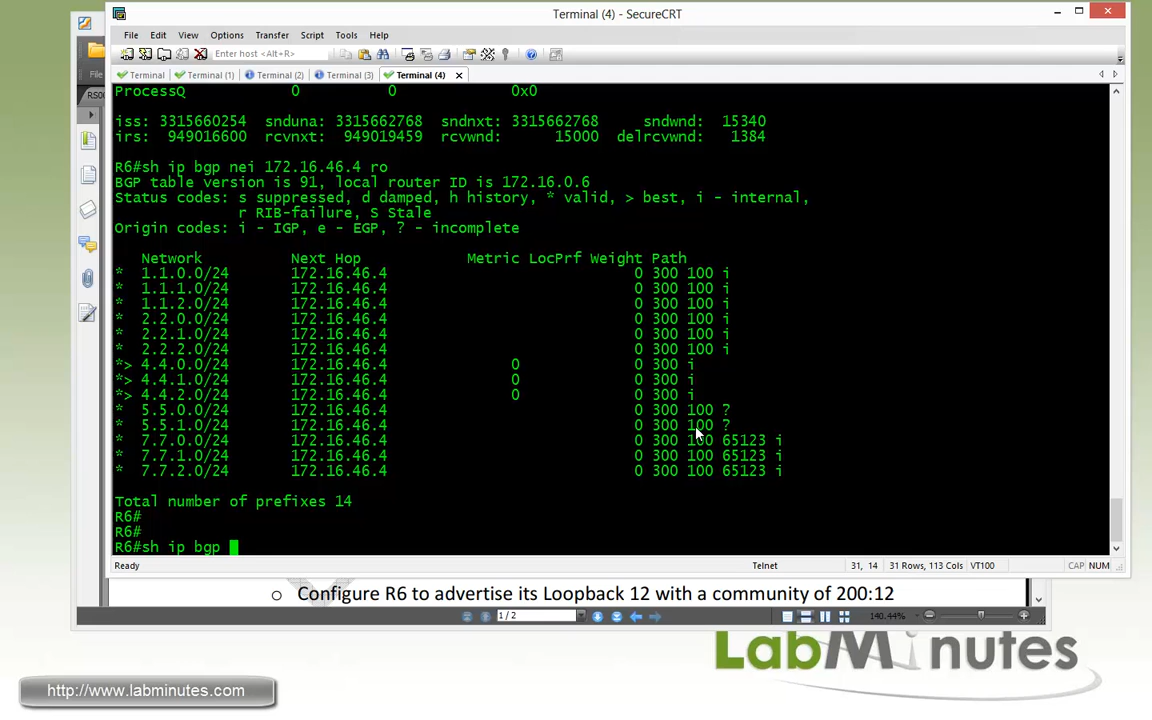 Terminal (4) - SecureCRT
File Edit View Options Transfer Script Tools Help
Enter host <Alt+R>
File
Terminal Terminal (1) Terminal (2) Terminal (3) Terminal (4)
RS00
ProcessQ 0 0 0x0
iss: 3315660254 snduna: 3315662768 sndnxt: 3315662768 sndwnd: 15340
irs: 949016600 rcvnxt: 949019459 rcvwnd: 15000 delrcvwnd: 1384
R6#sh ip bgp nei 172.16.46.4 ro
BGP table version is 91, local router ID is 172.16.0.6
Status codes: s suppressed, d damped, h history, * valid, > best, i - internal,
r RIB-failure, S Stale
Origin codes: i - IGP, e - EGP, ? - incomplete
Network Next Hop Metric LocPrf Weight Path
* 1.1.0.0/24 172.16.46.4 0 300 100 i
* 1.1.1.0/24 172.16.46.4 0 300 100 i
* 1.1.2.0/24 172.16.46.4 0 300 100 i
* 2.2.0.0/24 172.16.46.4 0 300 100 i
* 2.2.1.0/24 172.16.46.4 0 300 100 i
* 2.2.2.0/24 172.16.46.4 0 300 100 i
*> 4.4.0.0/24 172.16.46.4 0 0 300 i
*> 4.4.1.0/24 172.16.46.4 0 0 300 i
*> 4.4.2.0/24 172.16.46.4 0 0 300 i
* 5.5.0.0/24 172.16.46.4 0 300 100 ?
* 5.5.1.0/24 172.16.46.4 0 300 100 ?
* 7.7.0.0/24 172.16.46.4 0 300 100 65123 i
* 7.7.1.0/24 172.16.46.4 0 300 100 65123 i
* 7.7.2.0/24 172.16.46.4 0 300 100 65123 i
Total number of prefixes 14
R6#
R6#
R6#sh ip bgp
Ready Telnet 31, 14 31 Rows, 113 Cols VT100 CAP NUM
o Configure R6 to advertise its Loopback 12 with a community of 200:12
1 / 2 140.44%
LabMinutes
http://www.labminutes.com